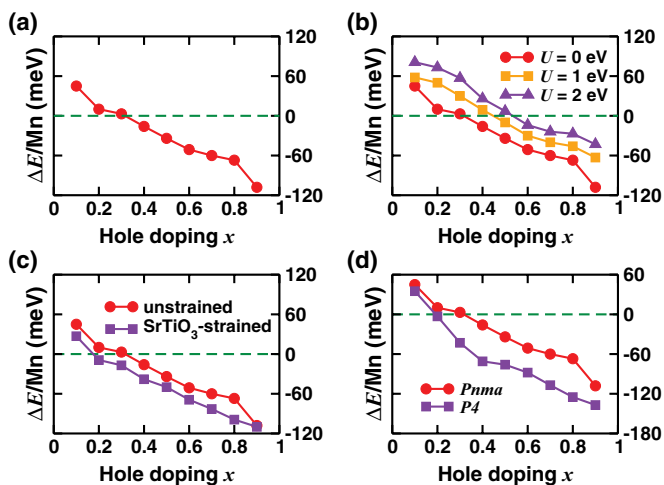 (a)
120
60
0
-60
-120
ΔE/Mn (meV)
0 0.2 0.4 0.6 0.8 1
Hole doping x
(b)
U = 0 eV
U = 1 eV
U = 2 eV
120
60
0
-60
-120
ΔE/Mn (meV)
0 0.2 0.4 0.6 0.8 1
Hole doping x
(c)
unstrained
SrTiO3-strained
120
60
0
-60
-120
ΔE/Mn (meV)
0 0.2 0.4 0.6 0.8 1
Hole doping x
(d)
Pnma
P4
60
0
-60
-120
-180
ΔE/Mn (meV)
0 0.2 0.4 0.6 0.8 1
Hole doping x